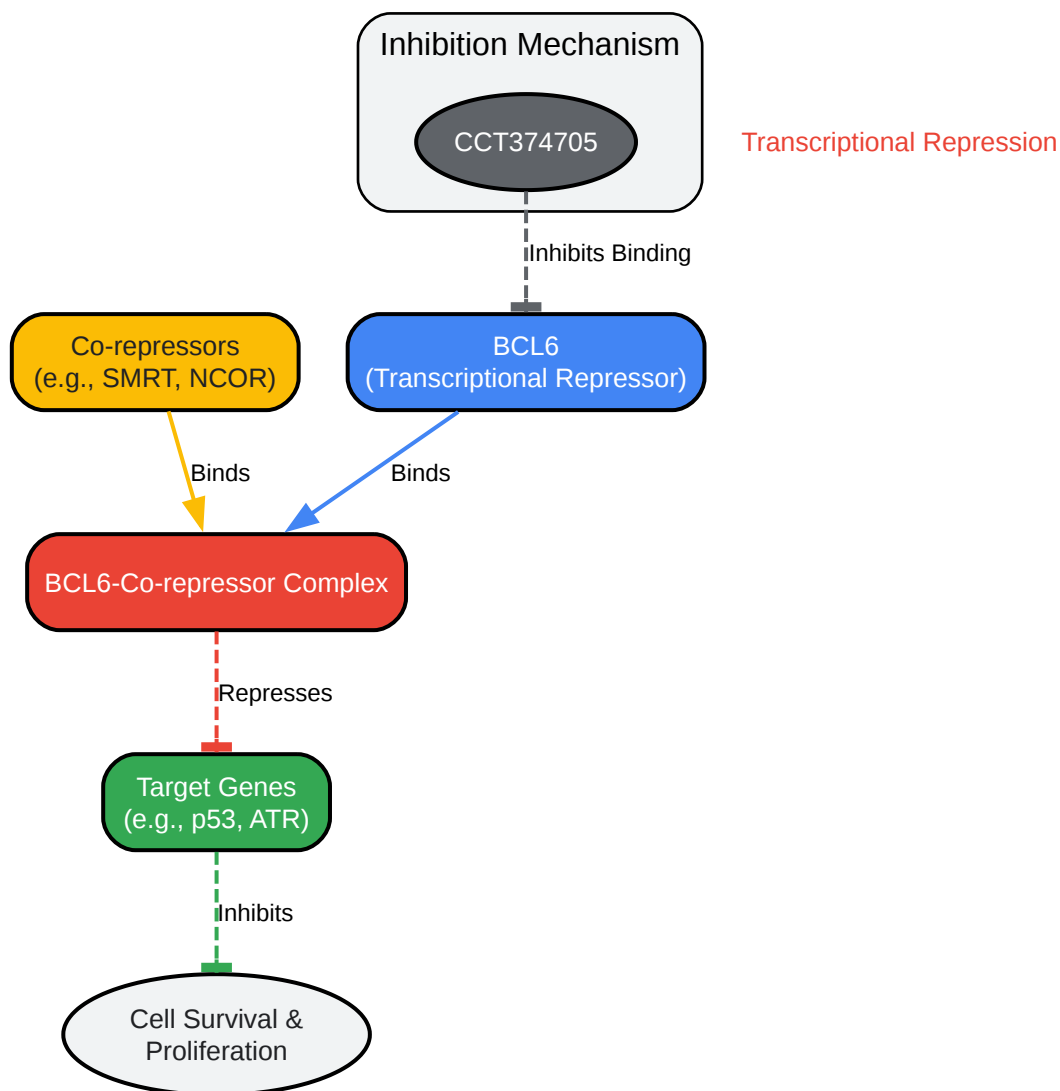 Inhibition Mechanism
CCT374705
Transcriptional Repression
Inhibits Binding
Co-repressors
(e.g., SMRT, NCOR)
BCL6
(Transcriptional Repressor)
Binds
Binds
BCL6-Co-repressor Complex
Represses
Target Genes
(e.g., p53, ATR)
Inhibits
Cell Survival &
Proliferation